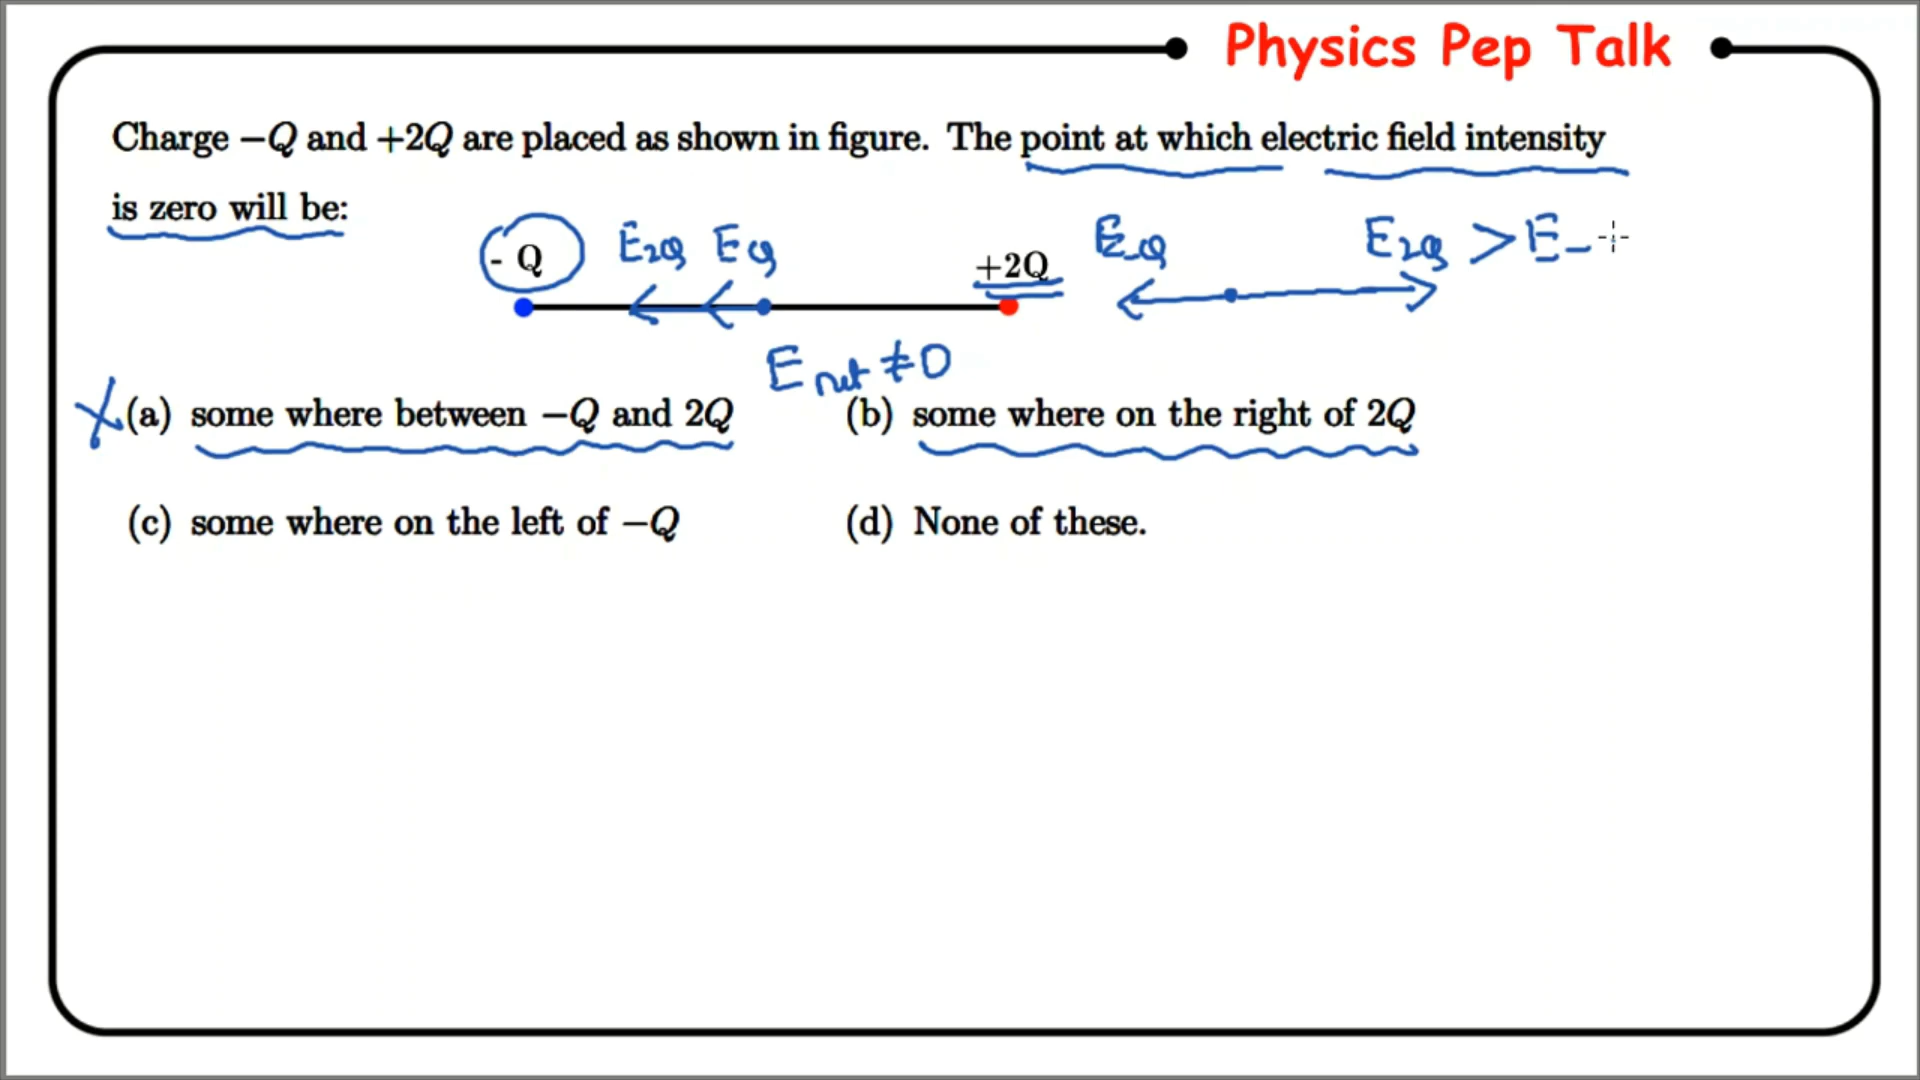 Physics Pep Talk
Charge −Q and +2Q are placed as shown in figure. The point at which electric field intensity
is zero will be:
- Q E2Q EQ +2Q E-Q E2Q > E-
Enet ≠ 0
(a) some where between −Q and 2Q (b) some where on the right of 2Q
(c) some where on the left of −Q (d) None of these.